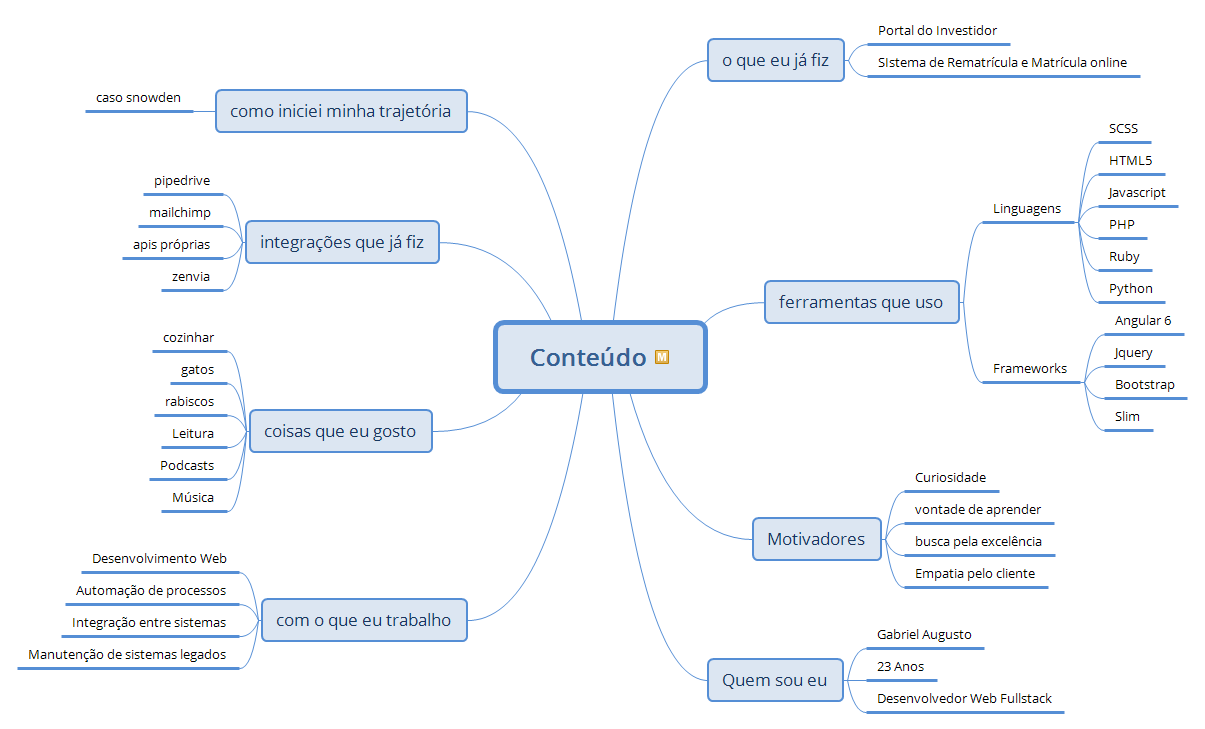 Conteúdo
M
o que eu já fiz
Portal do Investidor
SIstema de Rematrícula e Matrícula online
ferramentas que uso
Linguagens
SCSS
HTML5
Javascript
PHP
Ruby
Python
Frameworks
Angular 6
Jquery
Bootstrap
Slim
Motivadores
Curiosidade
vontade de aprender
busca pela excelência
Empatia pelo cliente
Quem sou eu
Gabriel Augusto
23 Anos
Desenvolvedor Web Fullstack
como iniciei minha trajetória
caso snowden
integrações que já fiz
pipedrive
mailchimp
apis próprias
zenvia
coisas que eu gosto
cozinhar
gatos
rabiscos
Leitura
Podcasts
Música
com o que eu trabalho
Desenvolvimento Web
Automação de processos
Integração entre sistemas
Manutenção de sistemas legados